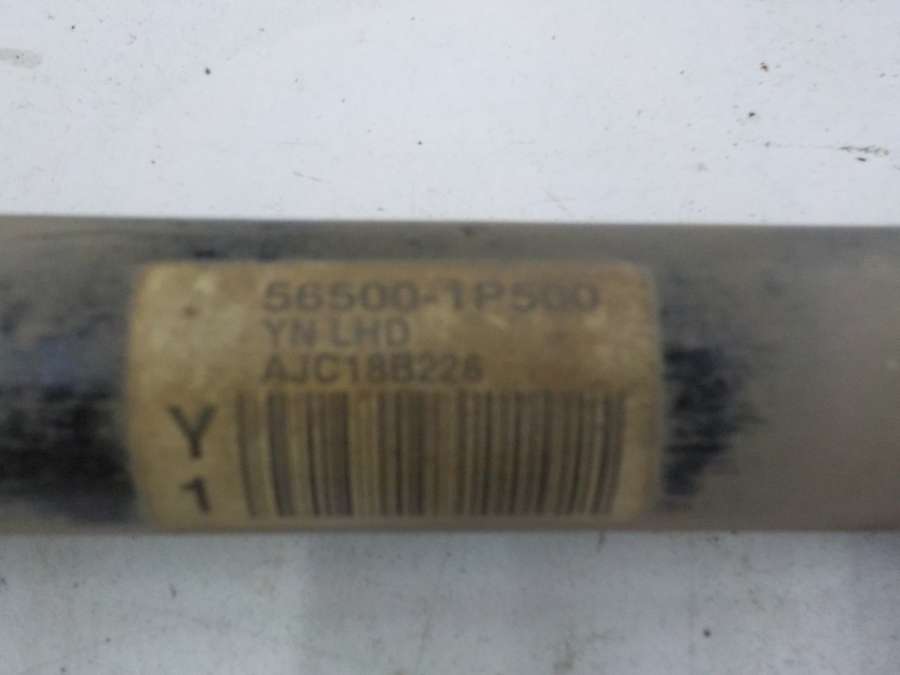 56500-1P500
YN-LHD
AJC18B228
Y
1